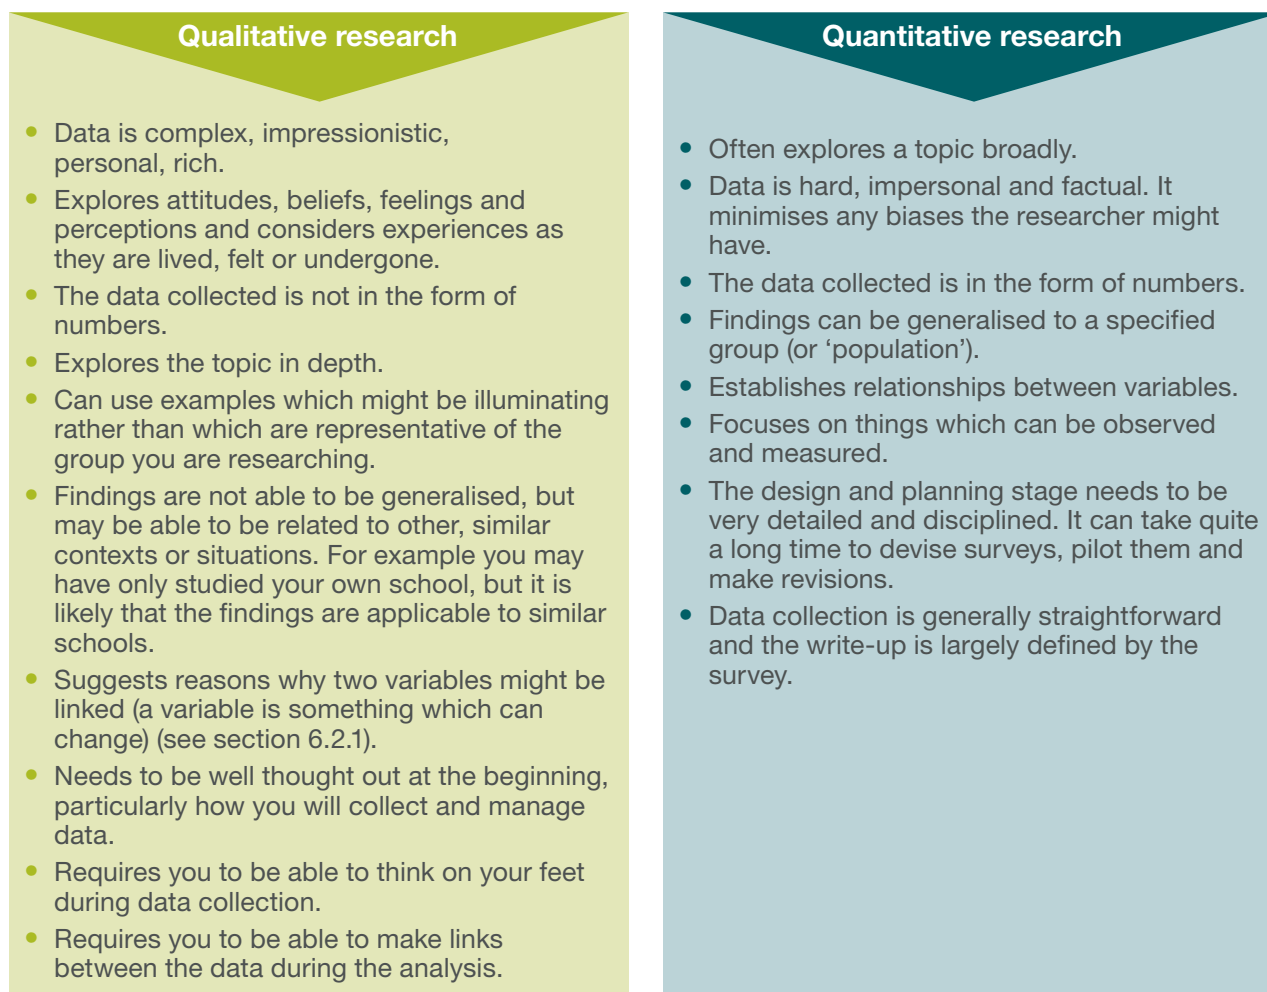 Qualitative research
• Data is complex, impressionistic,
personal, rich.
• Explores attitudes, beliefs, feelings and
perceptions and considers experiences as
they are lived, felt or undergone.
• The data collected is not in the form of
numbers.
• Explores the topic in depth.
• Can use examples which might be illuminating
rather than which are representative of the
group you are researching.
• Findings are not able to be generalised, but
may be able to be related to other, similar
contexts or situations. For example you may
have only studied your own school, but it is
likely that the findings are applicable to similar
schools.
• Suggests reasons why two variables might be
linked (a variable is something which can
change) (see section 6.2.1).
• Needs to be well thought out at the beginning,
particularly how you will collect and manage
data.
• Requires you to be able to think on your feet
during data collection.
• Requires you to be able to make links
between the data during the analysis.
Quantitative research
• Often explores a topic broadly.
• Data is hard, impersonal and factual. It
minimises any biases the researcher might
have.
• The data collected is in the form of numbers.
• Findings can be generalised to a specified
group (or ‘population’).
• Establishes relationships between variables.
• Focuses on things which can be observed
and measured.
• The design and planning stage needs to be
very detailed and disciplined. It can take quite
a long time to devise surveys, pilot them and
make revisions.
• Data collection is generally straightforward
and the write-up is largely defined by the
survey.